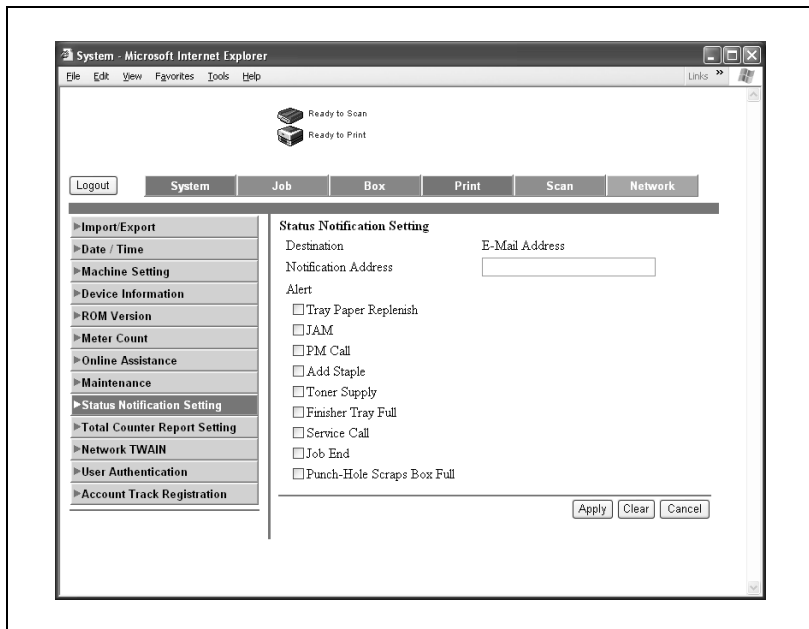 System - Microsoft Internet Explorer
File Edit View Favorites Tools Help
Links »
Ready to Scan
Ready to Print
Logout
System Job Box Print Scan Network
Import/Export
Date / Time
Machine Setting
Device Information
ROM Version
Meter Count
Online Assistance
Maintenance
Status Notification Setting
Total Counter Report Setting
Network TWAIN
User Authentication
Account Track Registration
Status Notification Setting
Destination E-Mail Address
Notification Address
Alert
Tray Paper Replenish
JAM
PM Call
Add Staple
Toner Supply
Finisher Tray Full
Service Call
Job End
Punch-Hole Scraps Box Full
Apply Clear Cancel